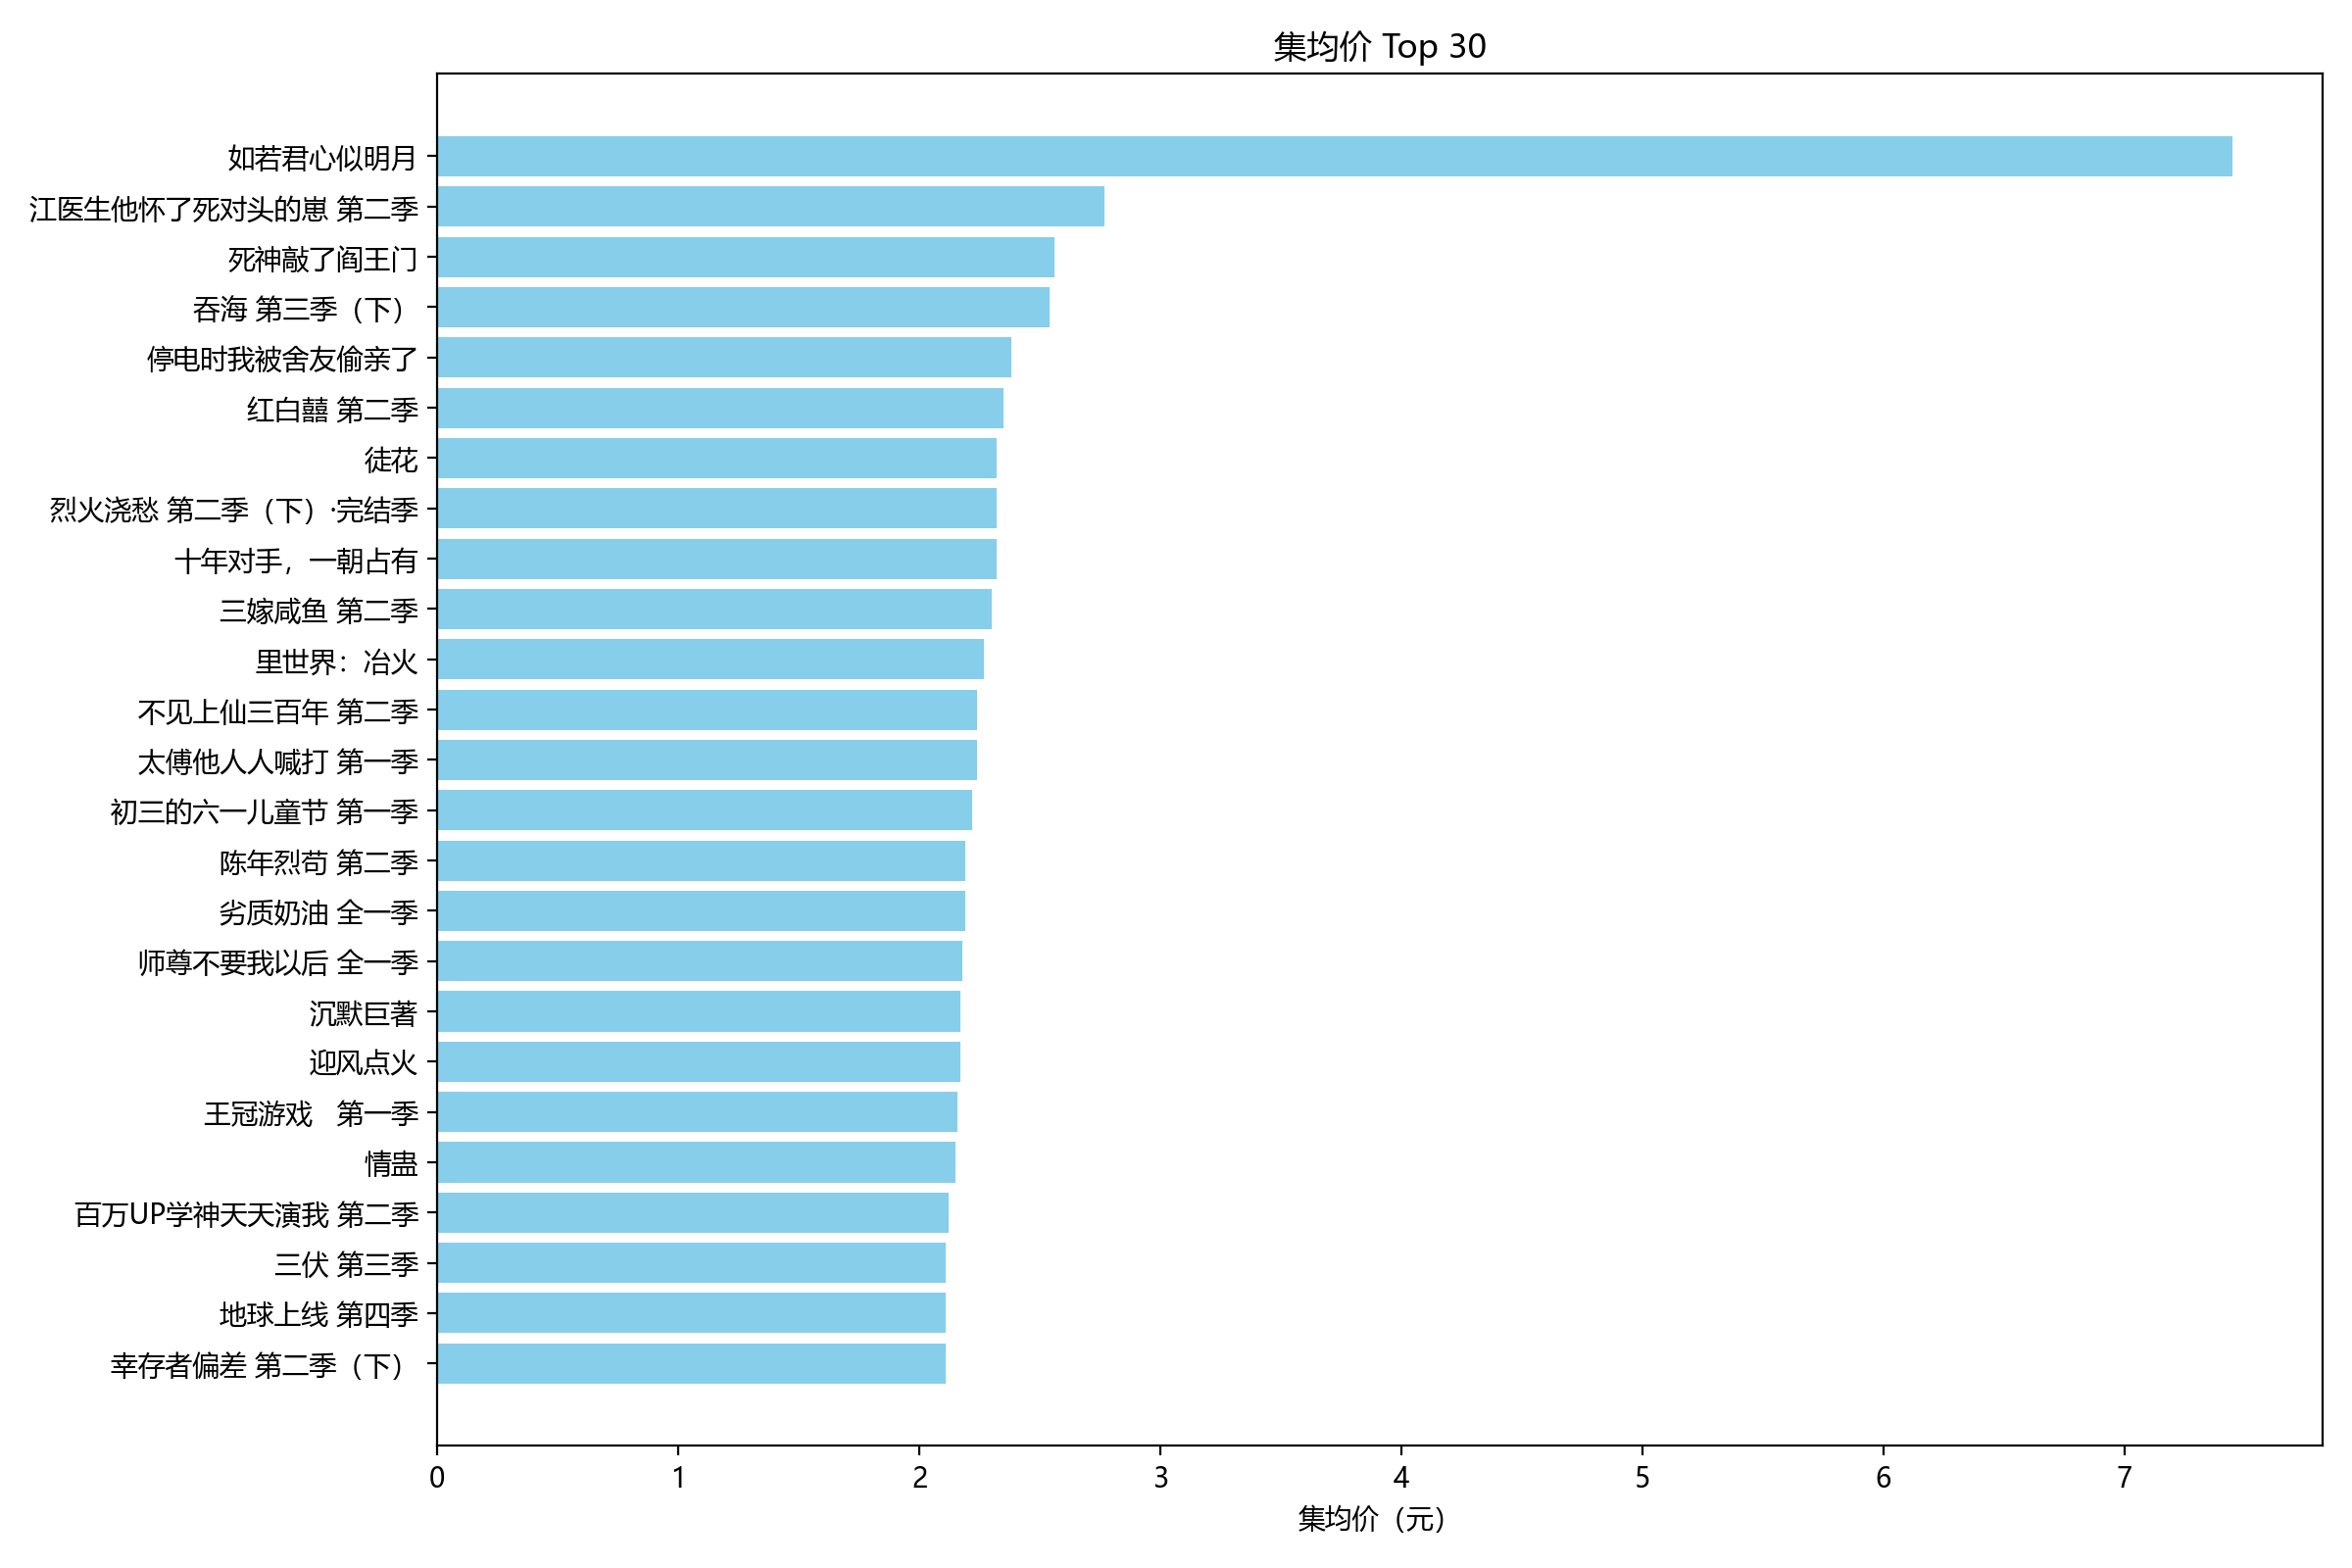 集均价 Top 30
如若君心似明月
江医生他怀了死对头的崽 第二季
死神敲了阎王门
吞海 第三季（下）
停电时我被舍友偷亲了
红白囍 第二季
徒花
烈火浇愁 第二季（下）·完结季
十年对手，一朝占有
三嫁咸鱼 第二季
里世界：冶火
不见上仙三百年 第二季
太傅他人人喊打 第一季
初三的六一儿童节 第一季
陈年烈苟 第二季
劣质奶油 全一季
师尊不要我以后 全一季
沉默巨著
迎风点火
王冠游戏　第一季
情蛊
百万UP学神天天演我 第二季
三伏 第三季
地球上线 第四季
幸存者偏差 第二季（下）
0 1 2 3 4 5 6 7
集均价（元）